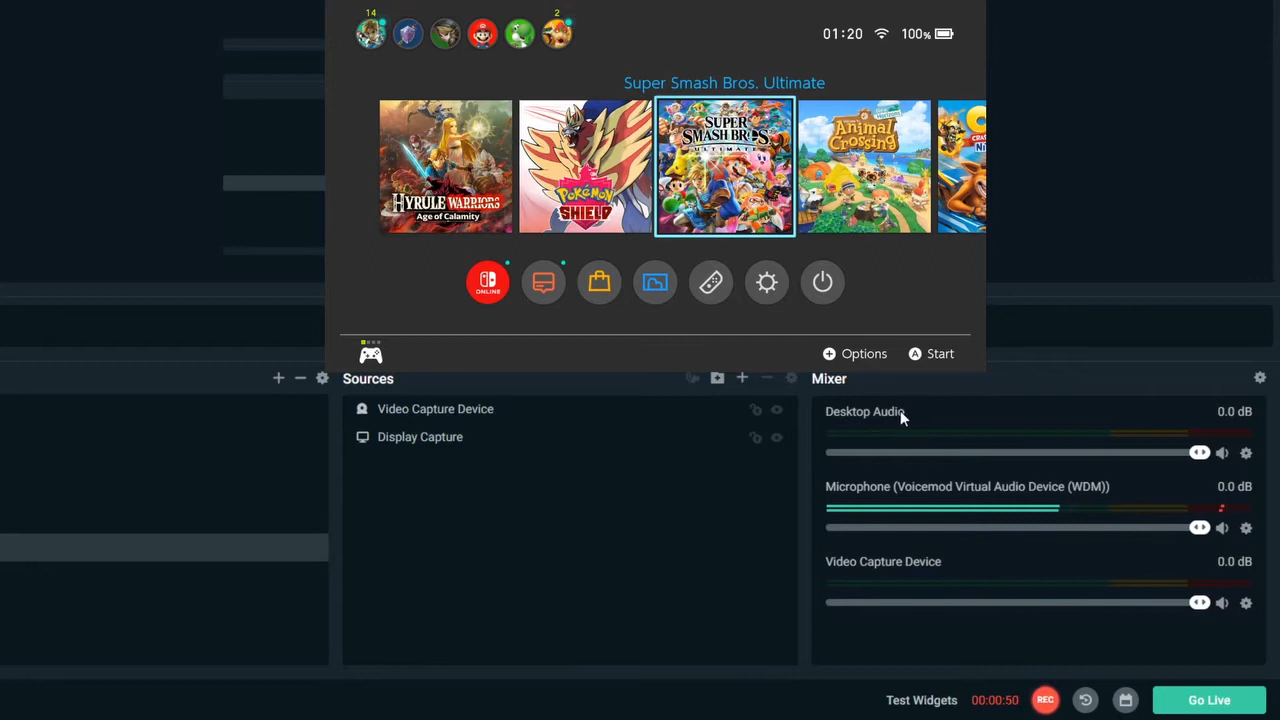 14
2
01:20
100%
Super Smash Bros. Ultimate
HYRULE WARRIORS
Age of Calamity
POKÉMON
SHIELD
SUPER
SMASH BROS.
ULTIMATE
Animal
Crossing
ONLINE
+ Options
A Start
Sources
Mixer
Video Capture Device
Display Capture
Desktop Audio
0.0 dB
Microphone (Voicemod Virtual Audio Device (WDM))
0.0 dB
Video Capture Device
0.0 dB
Test Widgets
00:00:50
REC
Go Live